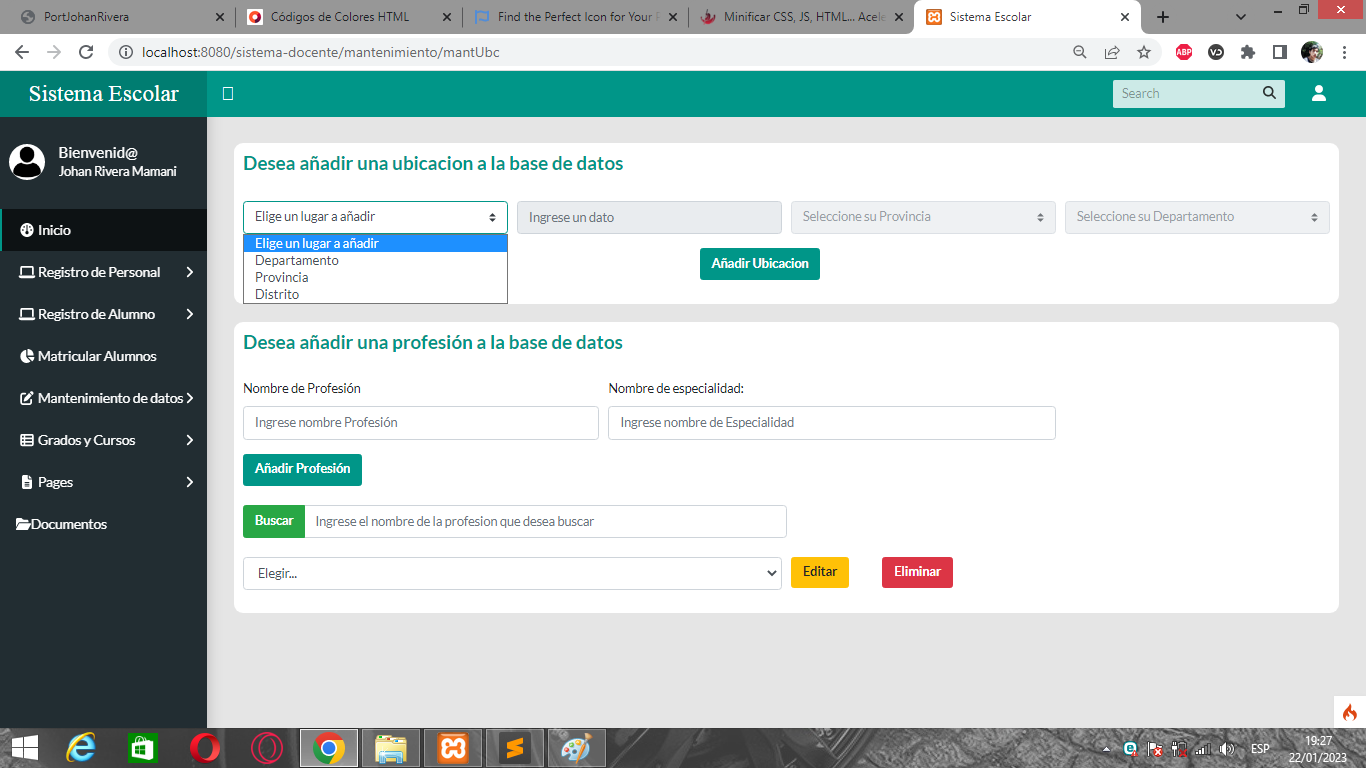 PortJohanRivera
Códigos de Colores HTML
Find the Perfect Icon for Your
Minificar CSS, JS, HTML... Acele
Sistema Escolar
localhost:8080/sistema-docente/mantenimiento/mantUbc
ABP
Sistema Escolar
Search
Bienvenid@
Johan Rivera Mamani
Inicio
Registro de Personal
Registro de Alumno
Matricular Alumnos
Mantenimiento de datos
Grados y Cursos
Pages
Documentos
Desea añadir una ubicacion a la base de datos
Elige un lugar a añadir
Ingrese un dato
Seleccione su Provincia
Seleccione su Departamento
Elige un lugar a añadir
Departamento
Provincia
Distrito
Añadir Ubicacion
Desea añadir una profesión a la base de datos
Nombre de Profesión
Nombre de especialidad:
Ingrese nombre Profesión
Ingrese nombre de Especialidad
Añadir Profesión
Buscar
Ingrese el nombre de la profesion que desea buscar
Elegir...
Editar
Eliminar
ESP
19:27
22/01/2023